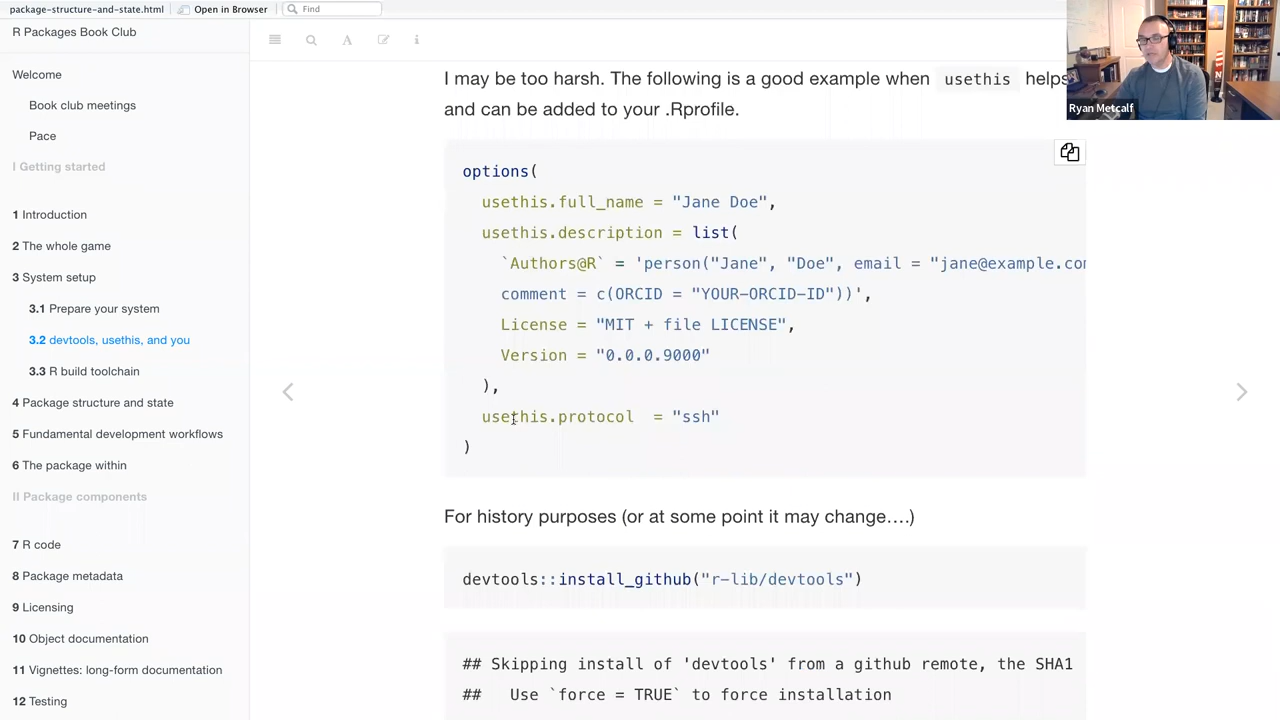 package-structure-and-state.html
Open in Browser
Find
R Packages Book Club
Welcome
Book club meetings
Pace
I Getting started
1 Introduction
2 The whole game
3 System setup
3.1 Prepare your system
3.2 devtools, usethis, and you
3.3 R build toolchain
4 Package structure and state
5 Fundamental development workflows
6 The package within
II Package components
7 R code
8 Package metadata
9 Licensing
10 Object documentation
11 Vignettes: long-form documentation
12 Testing
I may be too harsh. The following is a good example when usethis helps
and can be added to your .Rprofile.
options(
usethis.full_name = "Jane Doe",
usethis.description = list(
`Authors@R` = 'person("Jane", "Doe", email = "jane@example.com
comment = c(ORCID = "YOUR-ORCID-ID"))',
License = "MIT + file LICENSE",
Version = "0.0.0.9000"
),
usethis.protocol  = "ssh"
)
For history purposes (or at some point it may change....)
devtools::install_github("r-lib/devtools")
## Skipping install of 'devtools' from a github remote, the SHA1
##   Use `force = TRUE` to force installation
Ryan Metcalf